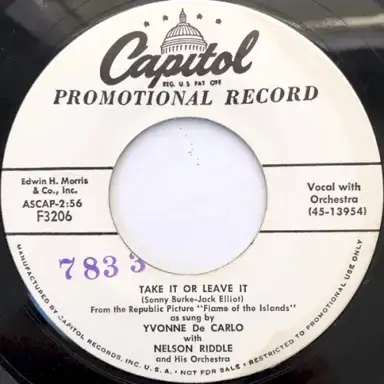 Capitol
REG. U.S. PAT. OFF.
PROMOTIONAL RECORD
Edwin H. Morris
& Co., Inc.
ASCAP-2:56
F3206
Vocal with
Orchestra
(45-13954)
7833
TAKE IT OR LEAVE IT
(Sonny Burke-Jack Elliot)
From the Republic Picture "Flame of the Islands"
as sung by
YVONNE De CARLO
with
NELSON RIDDLE
and His Orchestra
MANUFACTURED BY CAPITOL RECORDS, INC. U.S.A. • NOT FOR SALE • RESTRICTED TO PROMOTIONAL USE ONLY